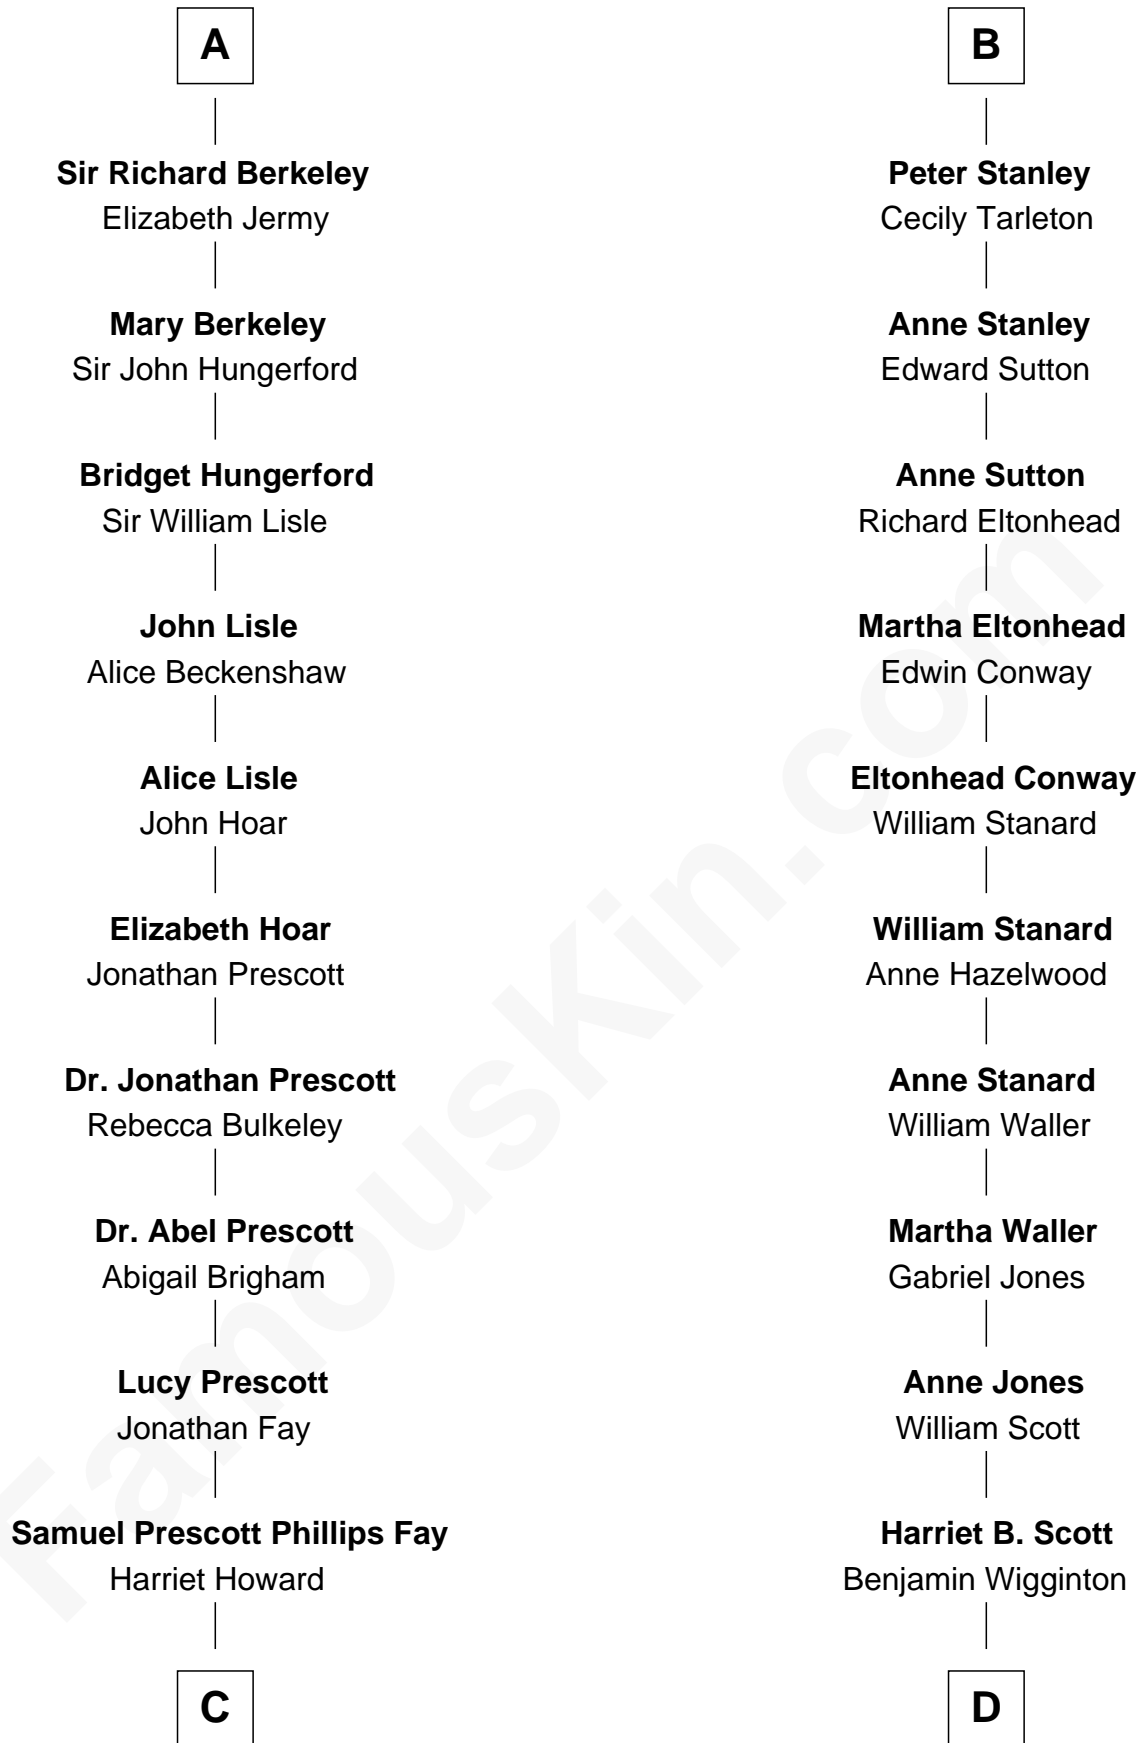 A
Sir Richard Berkeley
Elizabeth Jermy
Mary Berkeley
Sir John Hungerford
Bridget Hungerford
Sir William Lisle
John Lisle
Alice Beckenshaw
Alice Lisle
John Hoar
Elizabeth Hoar
Jonathan Prescott
Dr. Jonathan Prescott
Rebecca Bulkeley
Dr. Abel Prescott
Abigail Brigham
Lucy Prescott
Jonathan Fay
Samuel Prescott Phillips Fay
Harriet Howard
C
B
Peter Stanley
Cecily Tarleton
Anne Stanley
Edward Sutton
Anne Sutton
Richard Eltonhead
Martha Eltonhead
Edwin Conway
Eltonhead Conway
William Stanard
William Stanard
Anne Hazelwood
Anne Stanard
William Waller
Martha Waller
Gabriel Jones
Anne Jones
William Scott
Harriet B. Scott
Benjamin Wigginton
D
FamousKin.com